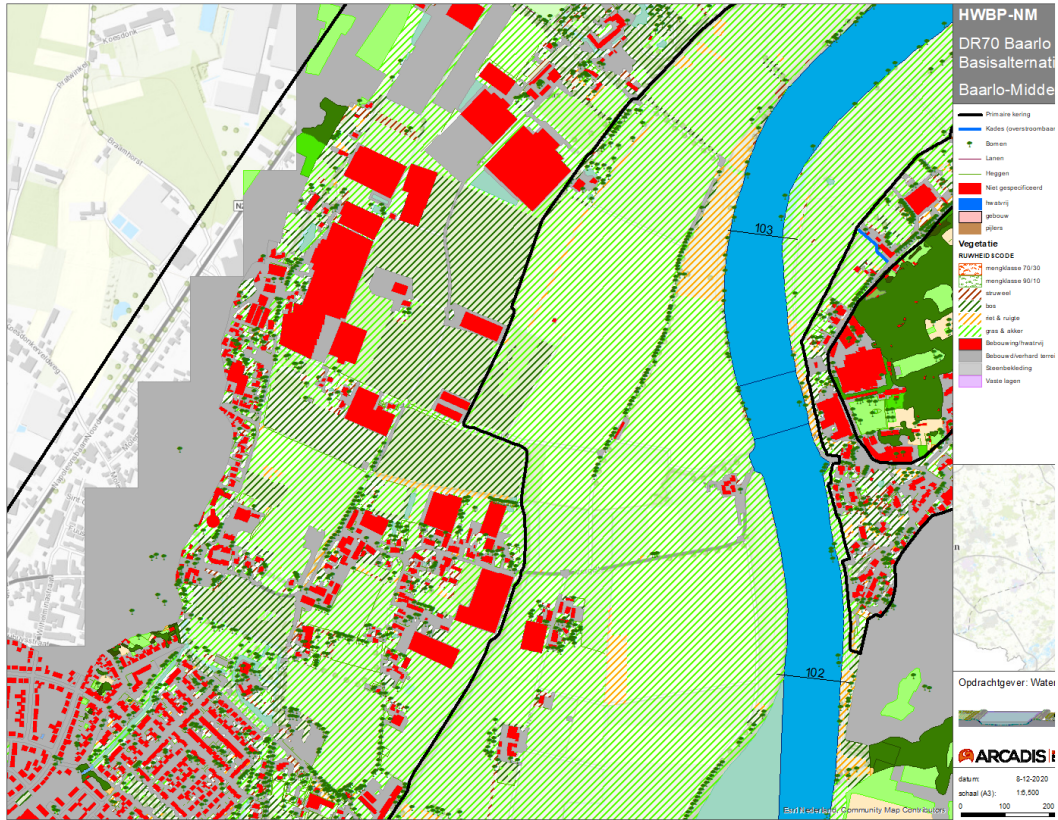 HWBP-NM
DR70 Baarlo
Basisalternati
Baarlo-Midde
Primaire kering
Kades (overstroombaar
Bomen
Lanen
Heggen
Niet gespecificeerd
hwatvrij
gebouw
pijlers
Vegetatie
RUWHEIDSCODE
mengklasse 70/30
mengklasse 90/10
struweel
bos
riet & ruigte
gras & akker
Bebouwing/hwatvrij
Bebouwd/verhard terrei
Steenbekleding
Vaste lagen
Koesdonk
Braamhorst
103
102
Opdrachtgever: Water
ARCADIS
datum: 8-12-2020
schaal (A3): 1:6,500
0 100 200
Community Map Contributors